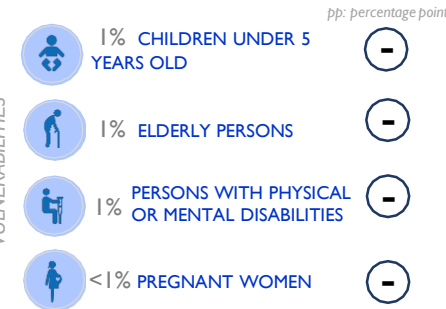 pp: percentage point
VULNERABILITIES
1% CHILDREN UNDER 5
YEARS OLD
-
1% ELDERLY PERSONS
-
1% PERSONS WITH PHYSICAL
OR MENTAL DISABILITIES
-
<1% PREGNANT WOMEN
-